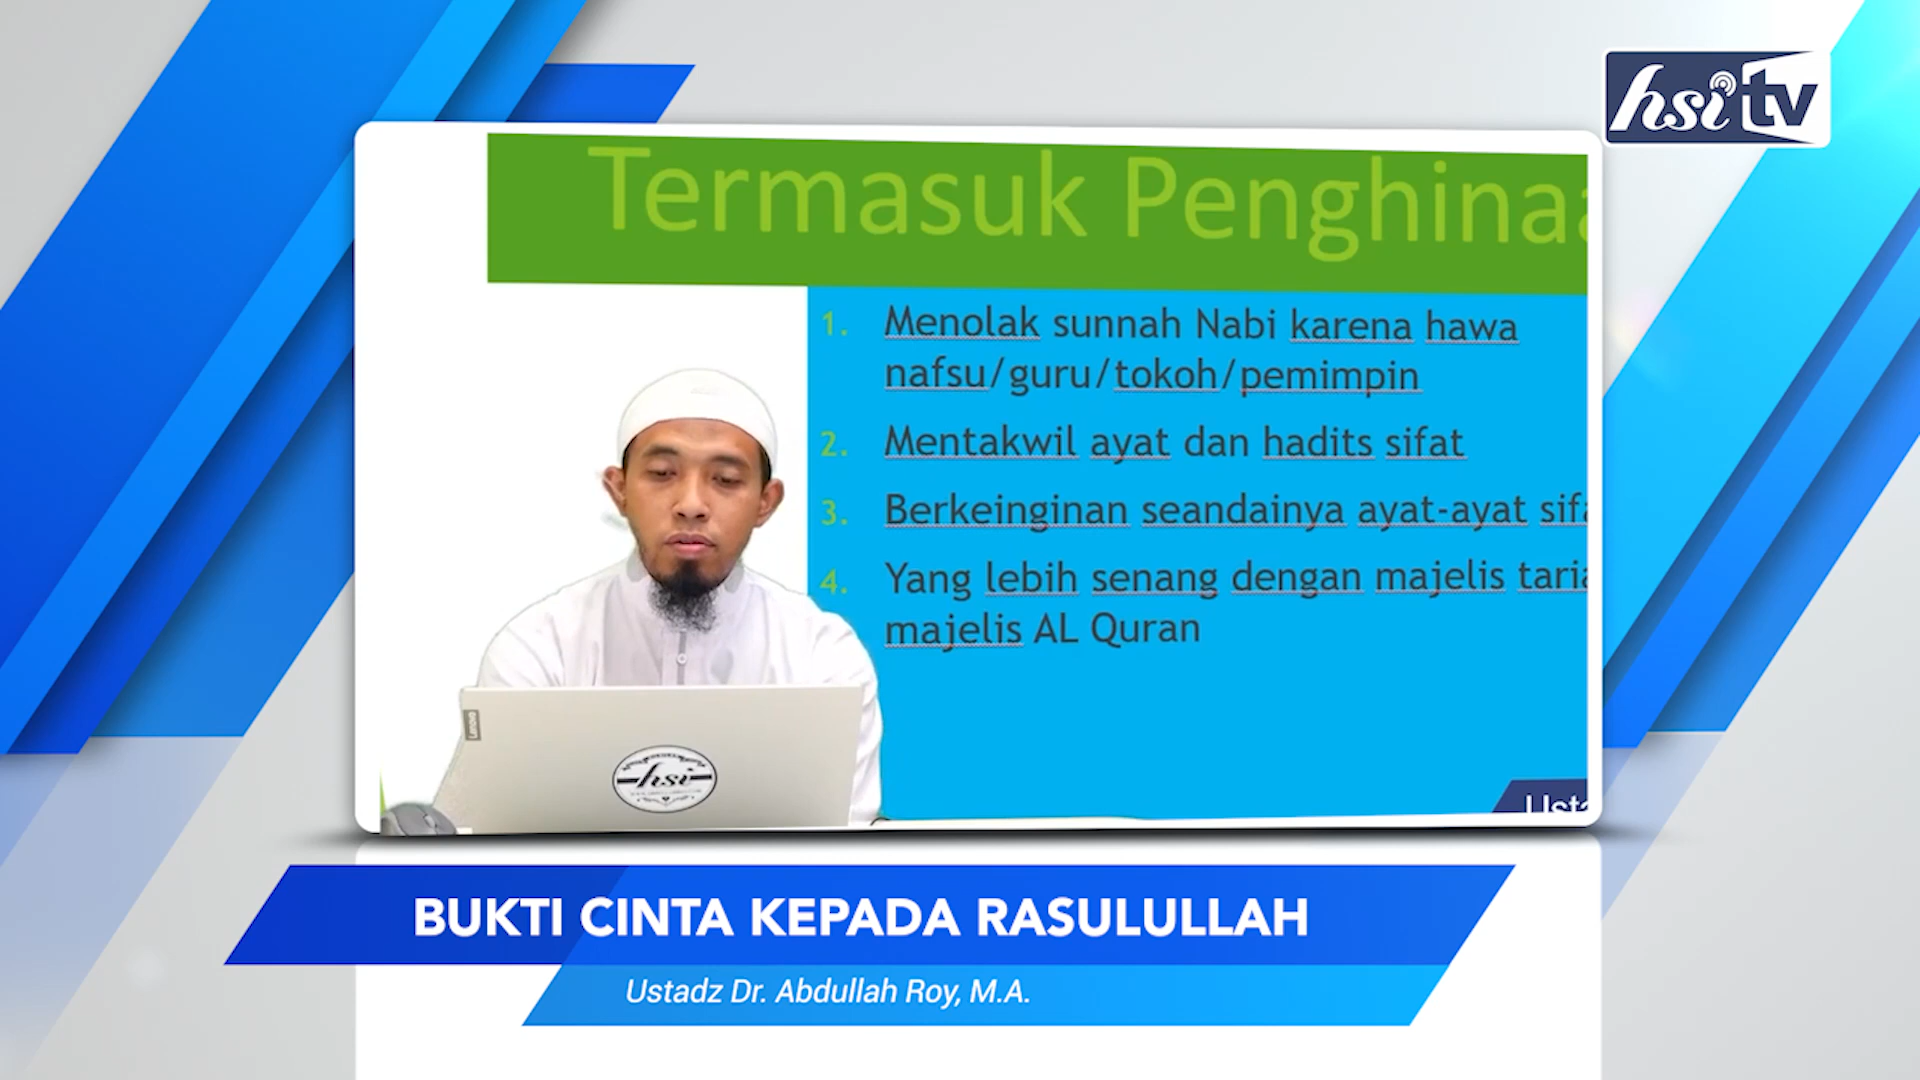 hsi tv
Termasuk Penghina
1. Menolak sunnah Nabi karena hawa
nafsu/guru/tokoh/pemimpin
2. Mentakwil ayat dan hadits sifat
3. Berkeinginan seandainya ayat-ayat
4. Yang lebih senang dengan majelis
majelis AL Quran
Lenovo
hsi
BUKTI CINTA KEPADA RASULULLAH
Ustadz Dr. Abdullah Roy, M.A.